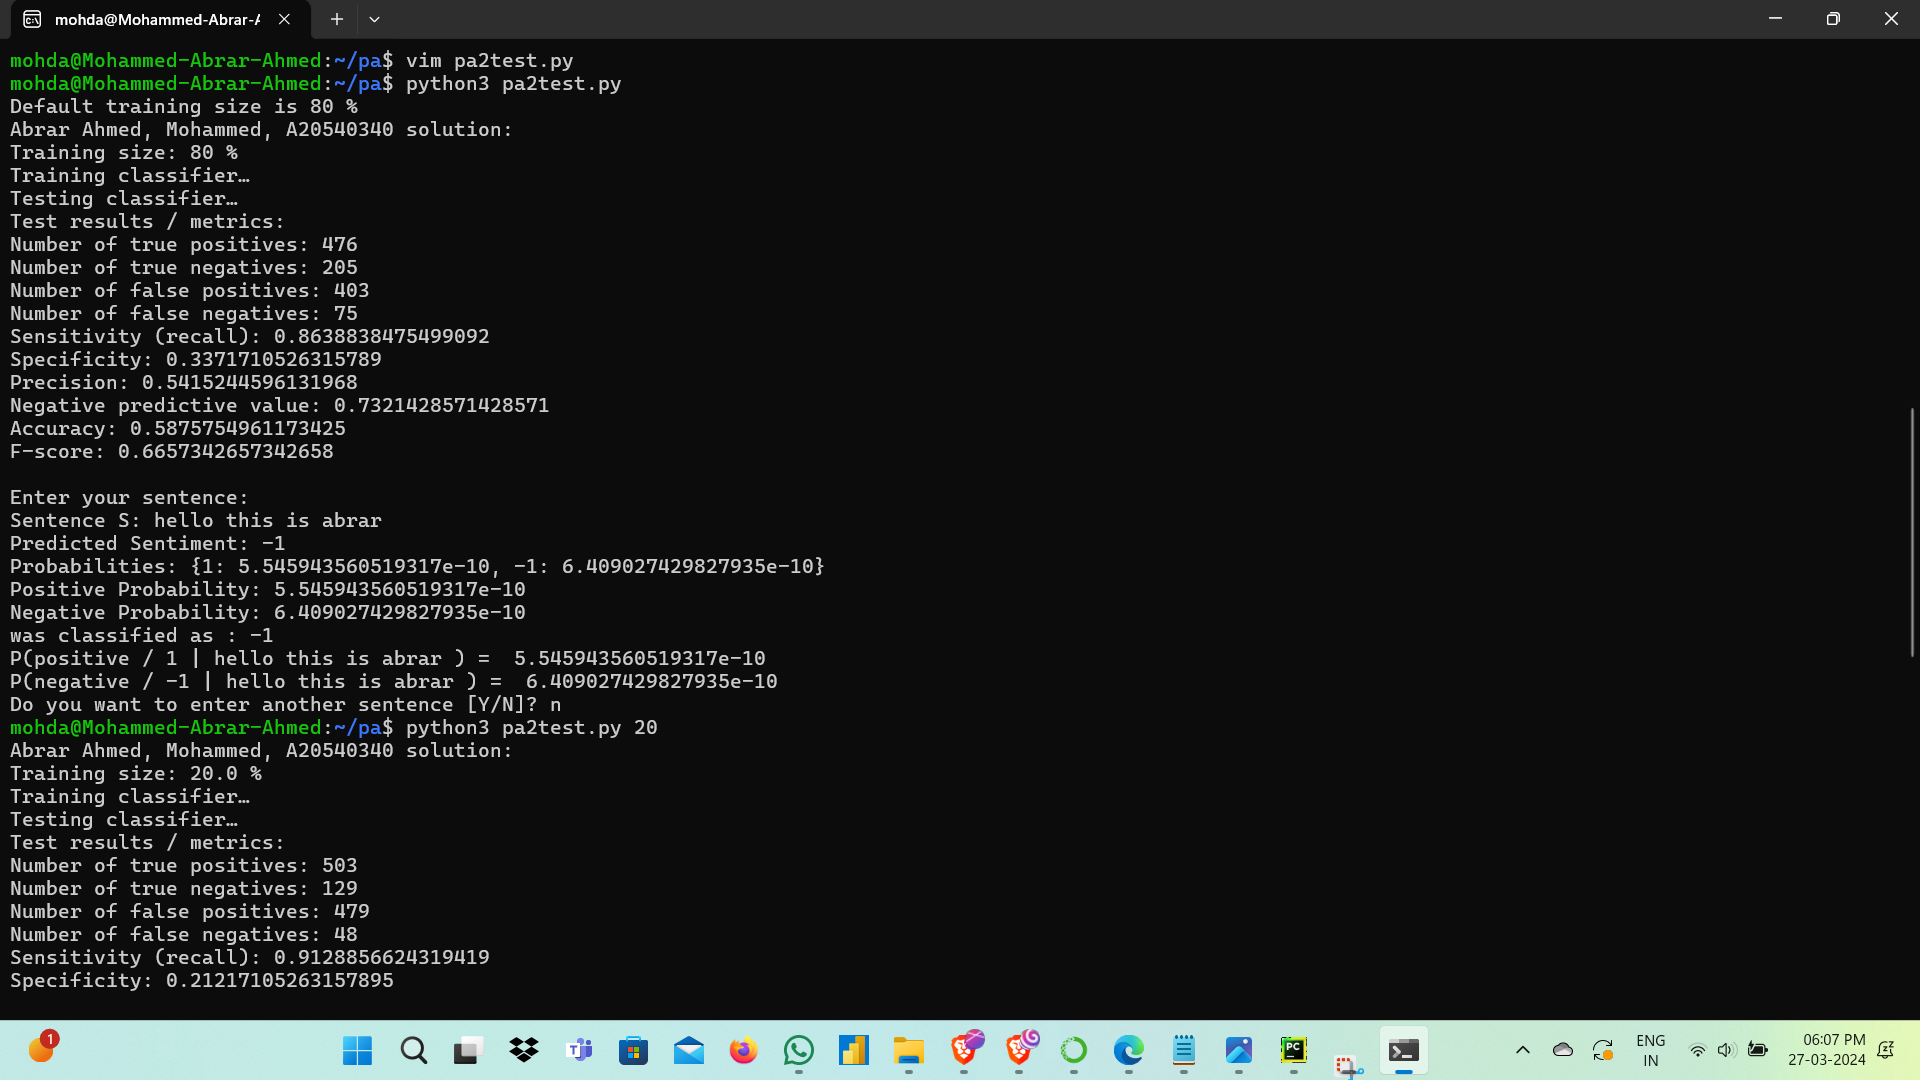 mohda@Mohammed-Abrar-A
mohda@Mohammed-Abrar-Ahmed:~/pa$ vim pa2test.py
mohda@Mohammed-Abrar-Ahmed:~/pa$ python3 pa2test.py
Default training size is 80 %
Abrar Ahmed, Mohammed, A20540340 solution:
Training size: 80 %
Training classifier…
Testing classifier…
Test results / metrics:
Number of true positives: 476
Number of true negatives: 205
Number of false positives: 403
Number of false negatives: 75
Sensitivity (recall): 0.8638838475499092
Specificity: 0.3371710526315789
Precision: 0.5415244596131968
Negative predictive value: 0.7321428571428571
Accuracy: 0.5875754961173425
F-score: 0.6657342657342658
Enter your sentence:
Sentence S: hello this is abrar
Predicted Sentiment: -1
Probabilities: {1: 5.545943560519317e-10, -1: 6.409027429827935e-10}
Positive Probability: 5.545943560519317e-10
Negative Probability: 6.409027429827935e-10
was classified as : -1
P(positive / 1 | hello this is abrar ) =  5.545943560519317e-10
P(negative / -1 | hello this is abrar ) =  6.409027429827935e-10
Do you want to enter another sentence [Y/N]? n
mohda@Mohammed-Abrar-Ahmed:~/pa$ python3 pa2test.py 20
Abrar Ahmed, Mohammed, A20540340 solution:
Training size: 20.0 %
Training classifier…
Testing classifier…
Test results / metrics:
Number of true positives: 503
Number of true negatives: 129
Number of false positives: 479
Number of false negatives: 48
Sensitivity (recall): 0.9128856624319419
Specificity: 0.21217105263157895
1
PC
ENG
IN
06:07 PM
27-03-2024